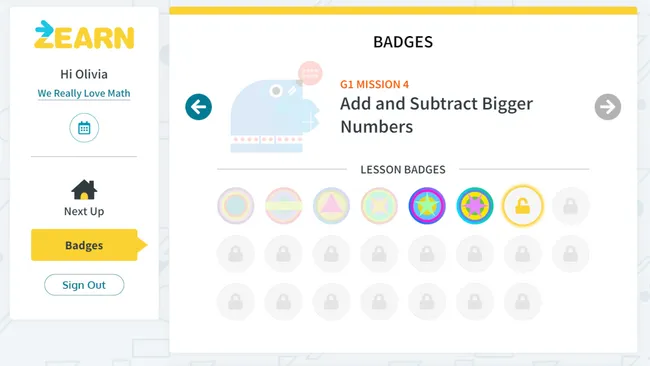 ZEARN
Hi Olivia
We Really Love Math
Next Up
Badges
Sign Out
BADGES
G1 MISSION 4
Add and Subtract Bigger
Numbers
LESSON BADGES